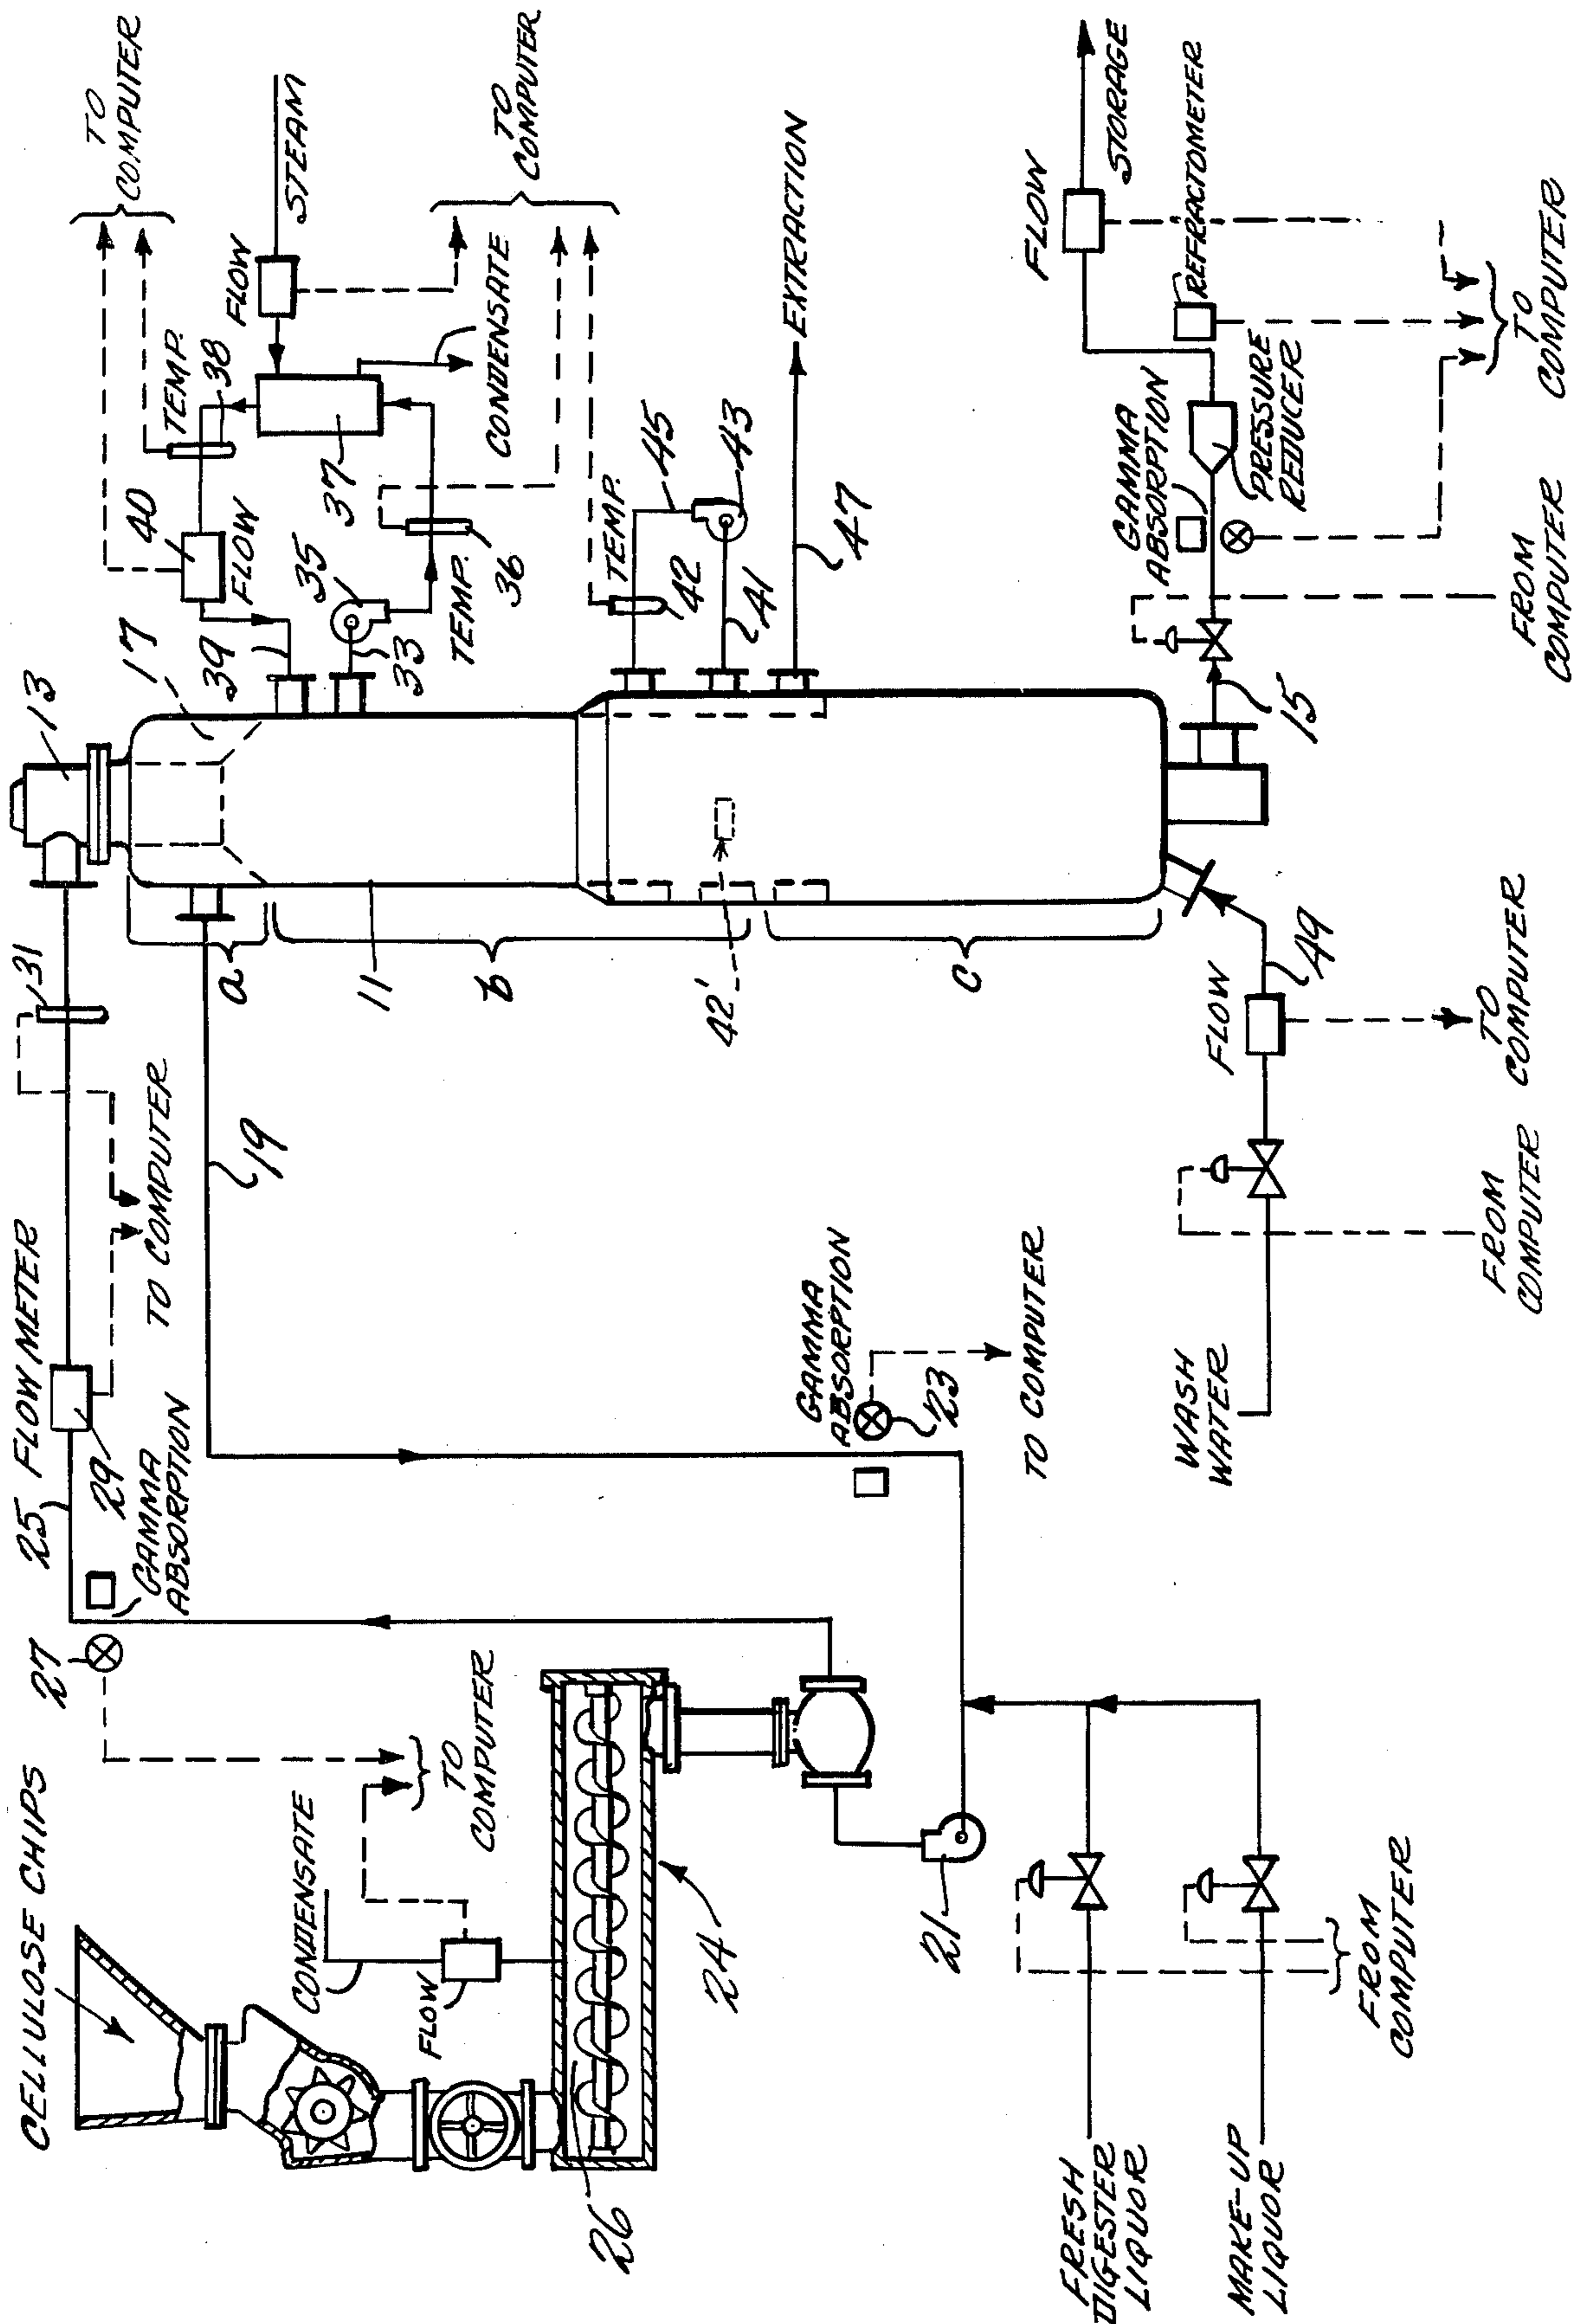 CELLULOSE CHIPS
CONDENSATE
FLOW
26
24
TO
COMPUTER
27
25
FLOW METER
29
GAMMA
ABSORPTION
TO COMPUTER
31
13
17
19
a
11
b
42'
c
21
GAMMA
ABSORPTION
23
TO COMPUTER
FRESH
DIGESTER
LIQUOR
MAKE-UP
LIQUOR
FROM
COMPUTER
WASH
WATER
FROM
COMPUTER
FLOW
49
TO
COMPUTER
39
40
FLOW
TEMP.
38
TO
COMPUTER
FLOW
STEAM
37
CONDENSATE
33
35
TEMP.
36
TO
COMPUTER
TEMP.
42
45
43
41
47
EXTRACTION
15
FROM
COMPUTER
GAMMA
ABSORPTION
PRESSURE
REDUCER
REFRACTOMETER
FLOW
STORAGE
TO
COMPUTER